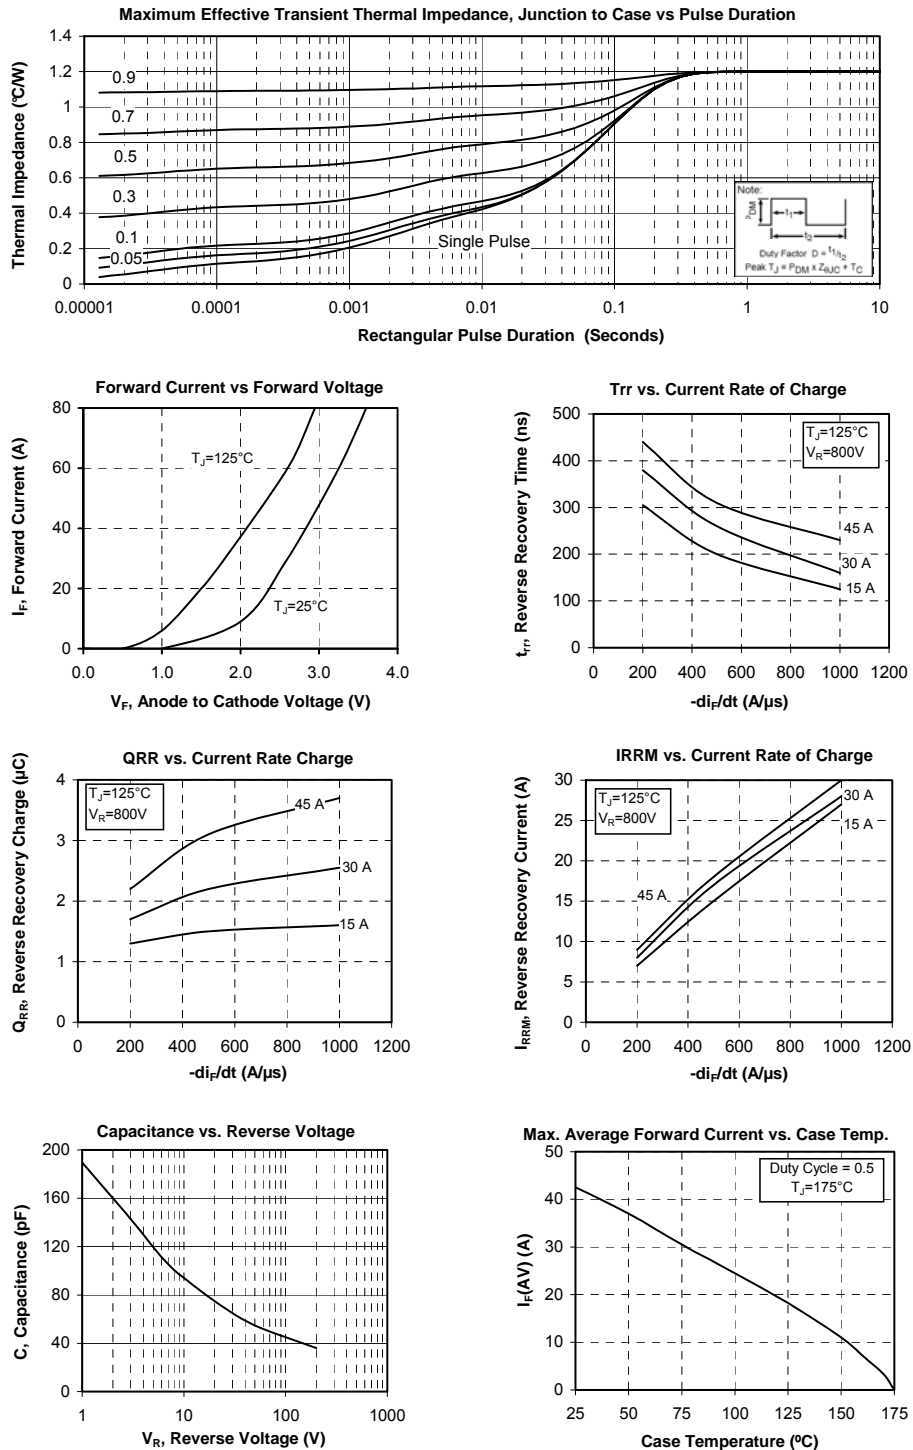 Maximum Effective Transient Thermal Impedance, Junction to Case vs Pulse Duration
Thermal Impedance (°C/W)
1.4
1.2
1
0.8
0.6
0.4
0.2
0
0.9
0.7
0.5
0.3
0.1
0.05
Single Pulse
Note:
PDM
t1
t2
Duty Factor D = t1/t2
Peak TJ = PDM x ZθJC + TC
0.00001 0.0001 0.001 0.01 0.1 1 10
Rectangular Pulse Duration (Seconds)
Forward Current vs Forward Voltage
IF, Forward Current (A)
80
60
40
20
0
TJ=125°C
TJ=25°C
0.0 1.0 2.0 3.0 4.0
VF, Anode to Cathode Voltage (V)
Trr vs. Current Rate of Charge
trr, Reverse Recovery Time (ns)
500
400
300
200
100
0
TJ=125°C
VR=800V
45 A
30 A
15 A
0 200 400 600 800 1000 1200
-diF/dt (A/µs)
QRR vs. Current Rate Charge
QRR, Reverse Recovery Charge (µC)
4
3
2
1
0
TJ=125°C
VR=800V
45 A
30 A
15 A
0 200 400 600 800 1000 1200
-diF/dt (A/µs)
IRRM vs. Current Rate of Charge
IRRM, Reverse Recovery Current (A)
30
25
20
15
10
5
0
TJ=125°C
VR=800V
30 A
15 A
45 A
0 200 400 600 800 1000 1200
-diF/dt (A/µs)
Capacitance vs. Reverse Voltage
C, Capacitance (pF)
200
160
120
80
40
0
1 10 100 1000
VR, Reverse Voltage (V)
Max. Average Forward Current vs. Case Temp.
IF(AV) (A)
50
40
30
20
10
0
Duty Cycle = 0.5
TJ=175°C
25 50 75 100 125 150 175
Case Temperature (ºC)